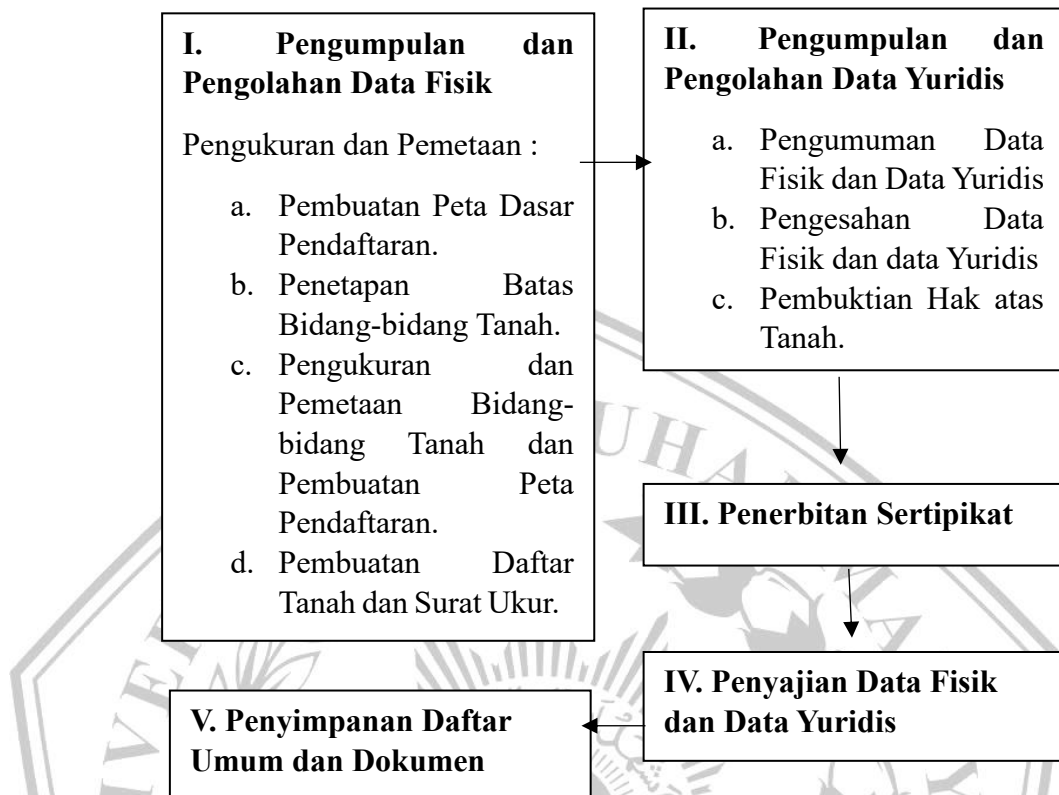 I. Pengumpulan dan
Pengolahan Data Fisik
Pengukuran dan Pemetaan :
a. Pembuatan Peta Dasar
Pendaftaran.
b. Penetapan Batas
Bidang-bidang Tanah.
c. Pengukuran dan
Pemetaan Bidang-
bidang Tanah dan
Pembuatan Peta
Pendaftaran.
d. Pembuatan Daftar
Tanah dan Surat Ukur.
II. Pengumpulan dan
Pengolahan Data Yuridis
a. Pengumuman Data
Fisik dan Data Yuridis
b. Pengesahan Data
Fisik dan data Yuridis
c. Pembuktian Hak atas
Tanah.
III. Penerbitan Sertipikat
IV. Penyajian Data Fisik
dan Data Yuridis
V. Penyimpanan Daftar
Umum dan Dokumen